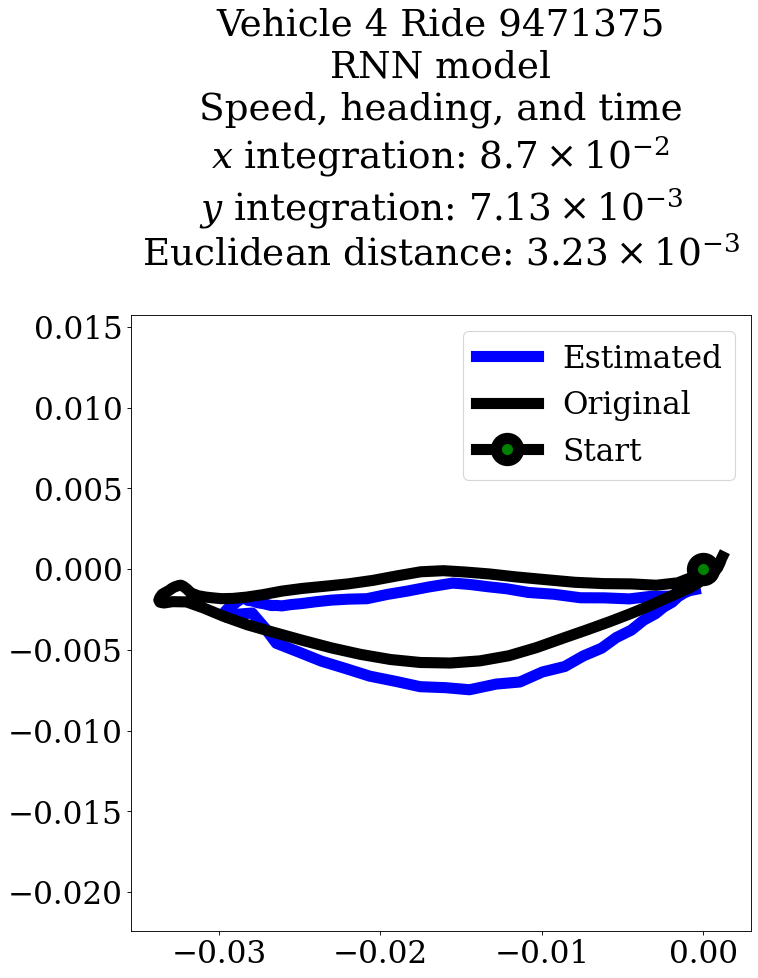 Vehicle 4 Ride 9471375
RNN model
Speed, heading, and time
x integration: 8.7 × 10⁻²
y integration: 7.13 × 10⁻³
Euclidean distance: 3.23 × 10⁻³
0.015
0.010
0.005
0.000
−0.005
−0.010
−0.015
−0.020
Estimated
Original
Start
−0.03 −0.02 −0.01 0.00